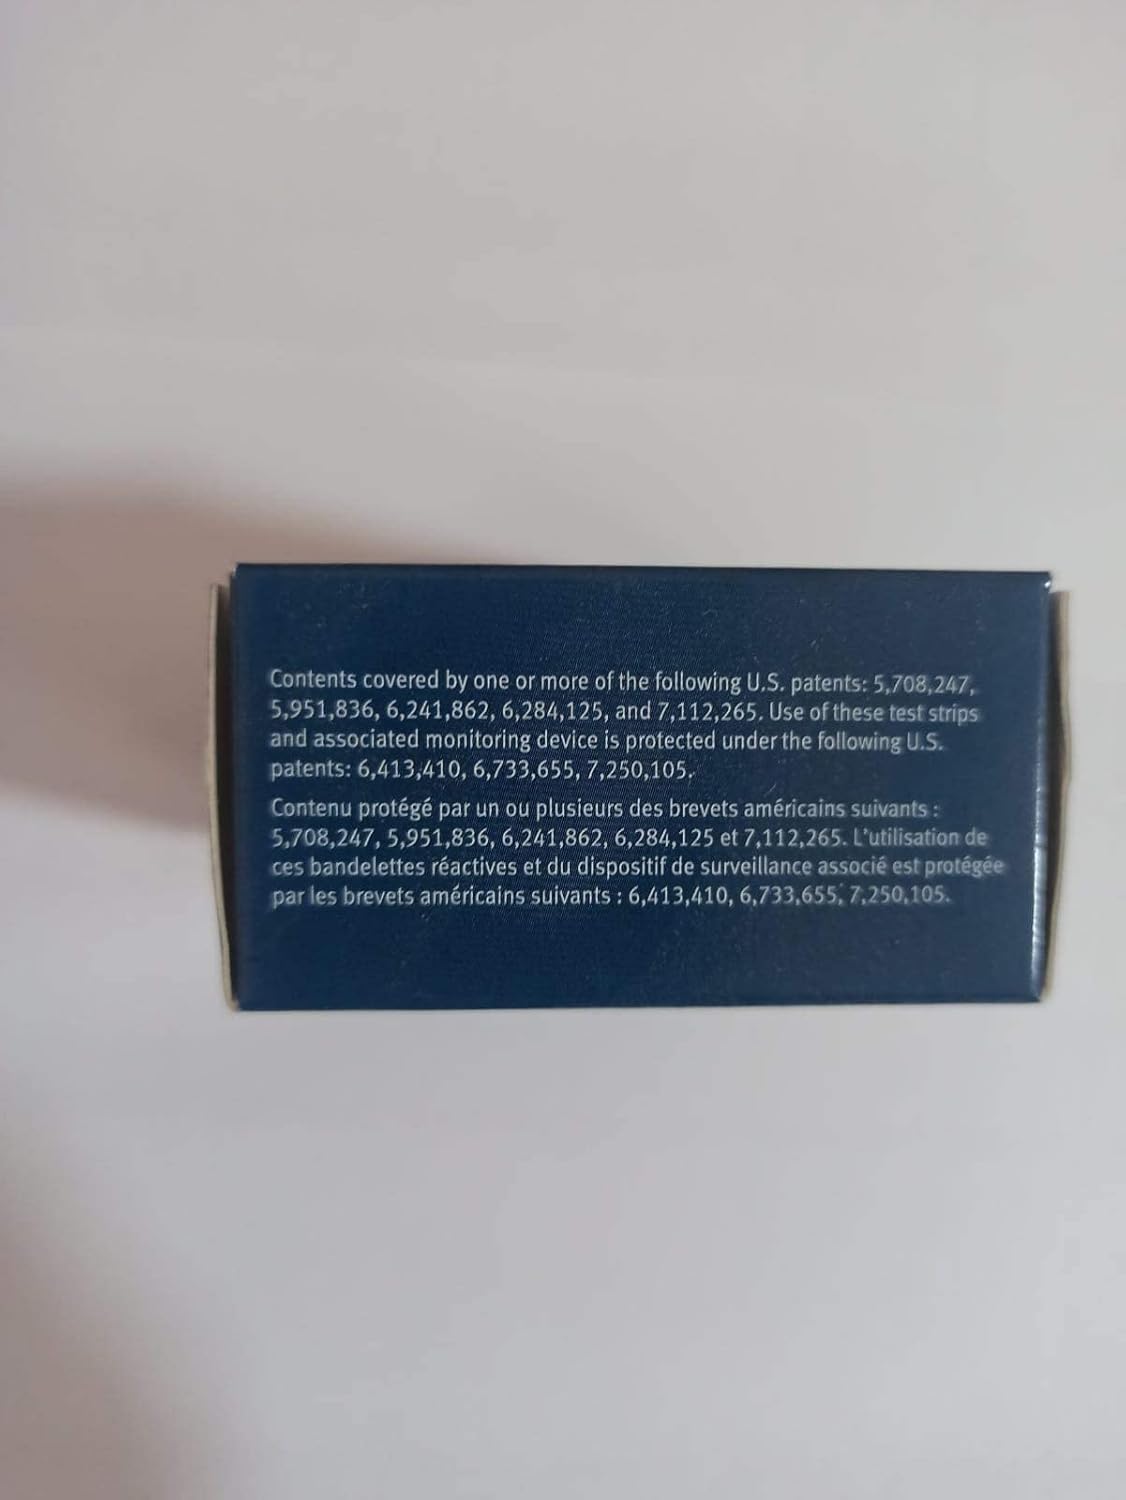 Contents covered by one or more of the following U.S. patents: 5,708,247,
5,951,836, 6,241,862, 6,284,125, and 7,112,265. Use of these test strips
and associated monitoring device is protected under the following U.S.
patents: 6,413,410, 6,733,655, 7,250,105.
Contenu protégé par un ou plusieurs des brevets américains suivants :
5,708,247, 5,951,836, 6,241,862, 6,284,125 et 7,112,265. L'utilisation de
ces bandelettes réactives et du dispositif de surveillance associé est protégée
par les brevets américains suivants : 6,413,410, 6,733,655, 7,250,105.